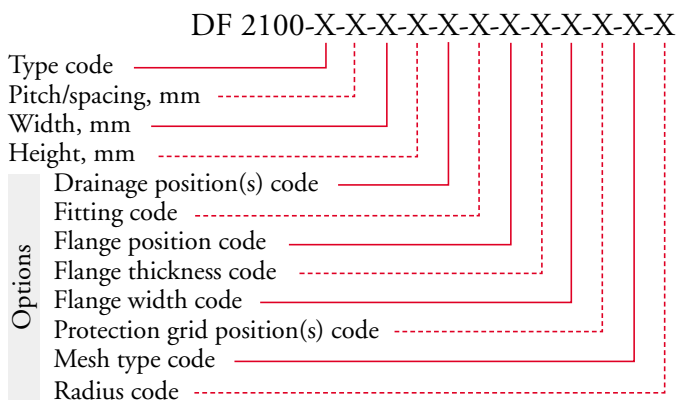 DF 2100-X-X-X-X-X-X-X-X-X-X-X-X
Type code
Pitch/spacing, mm
Width, mm
Height, mm
Options
Drainage position(s) code
Fitting code
Flange position code
Flange thickness code
Flange width code
Protection grid position(s) code
Mesh type code
Radius code